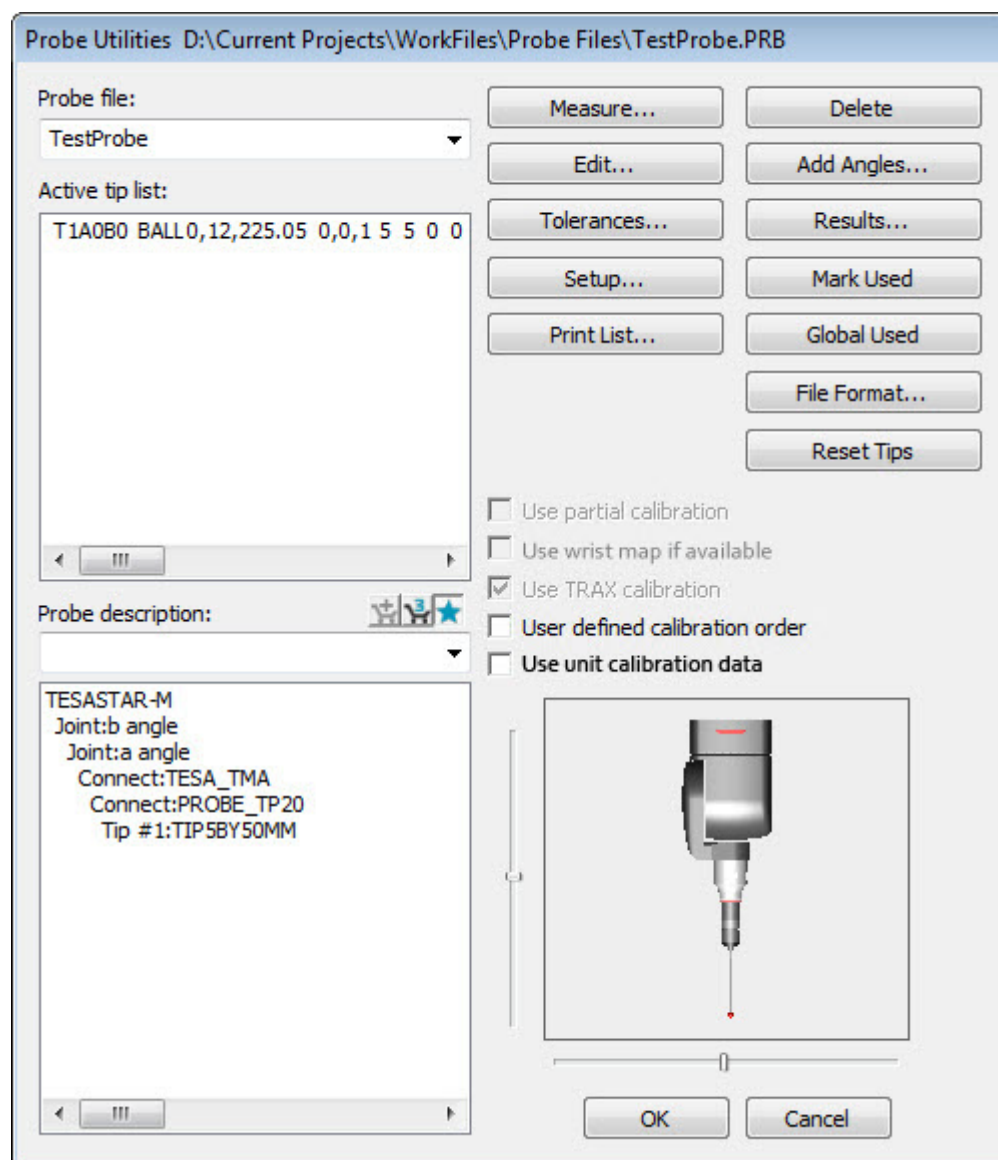 Probe Utilities  D:\Current Projects\WorkFiles\Probe Files\TestProbe.PRB
Probe file:
TestProbe
Active tip list:
T1A0B0 BALL0,12,225.05 0,0,1 5 5 0 0
Measure...
Delete
Edit...
Add Angles...
Tolerances...
Results...
Setup...
Mark Used
Print List...
Global Used
File Format...
Reset Tips
Use partial calibration
Use wrist map if available
Use TRAX calibration
User defined calibration order
Use unit calibration data
Probe description:
3
TESASTAR-M
Joint:b angle
Joint:a angle
Connect:TESA_TMA
Connect:PROBE_TP20
Tip #1:TIP5BY50MM
OK
Cancel